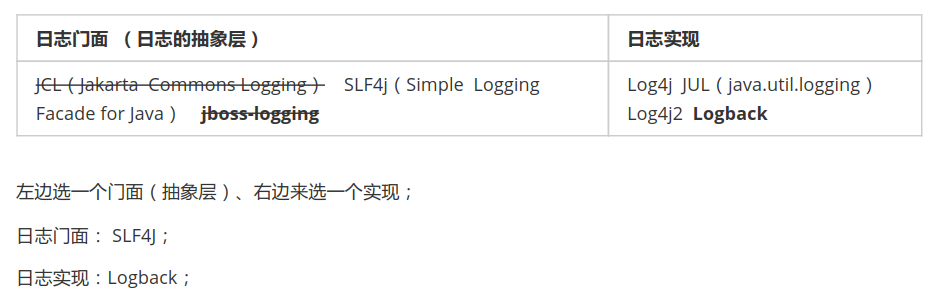 日志门面 （日志的抽象层） 日志实现
JCL（Jakarta Commons Logging） SLF4j（Simple Logging Log4j JUL（java.util.logging）
Facade for Java） jboss-logging Log4j2 Logback
左边选一个门面（抽象层）、右边来选一个实现；
日志门面： SLF4J；
日志实现：Logback；